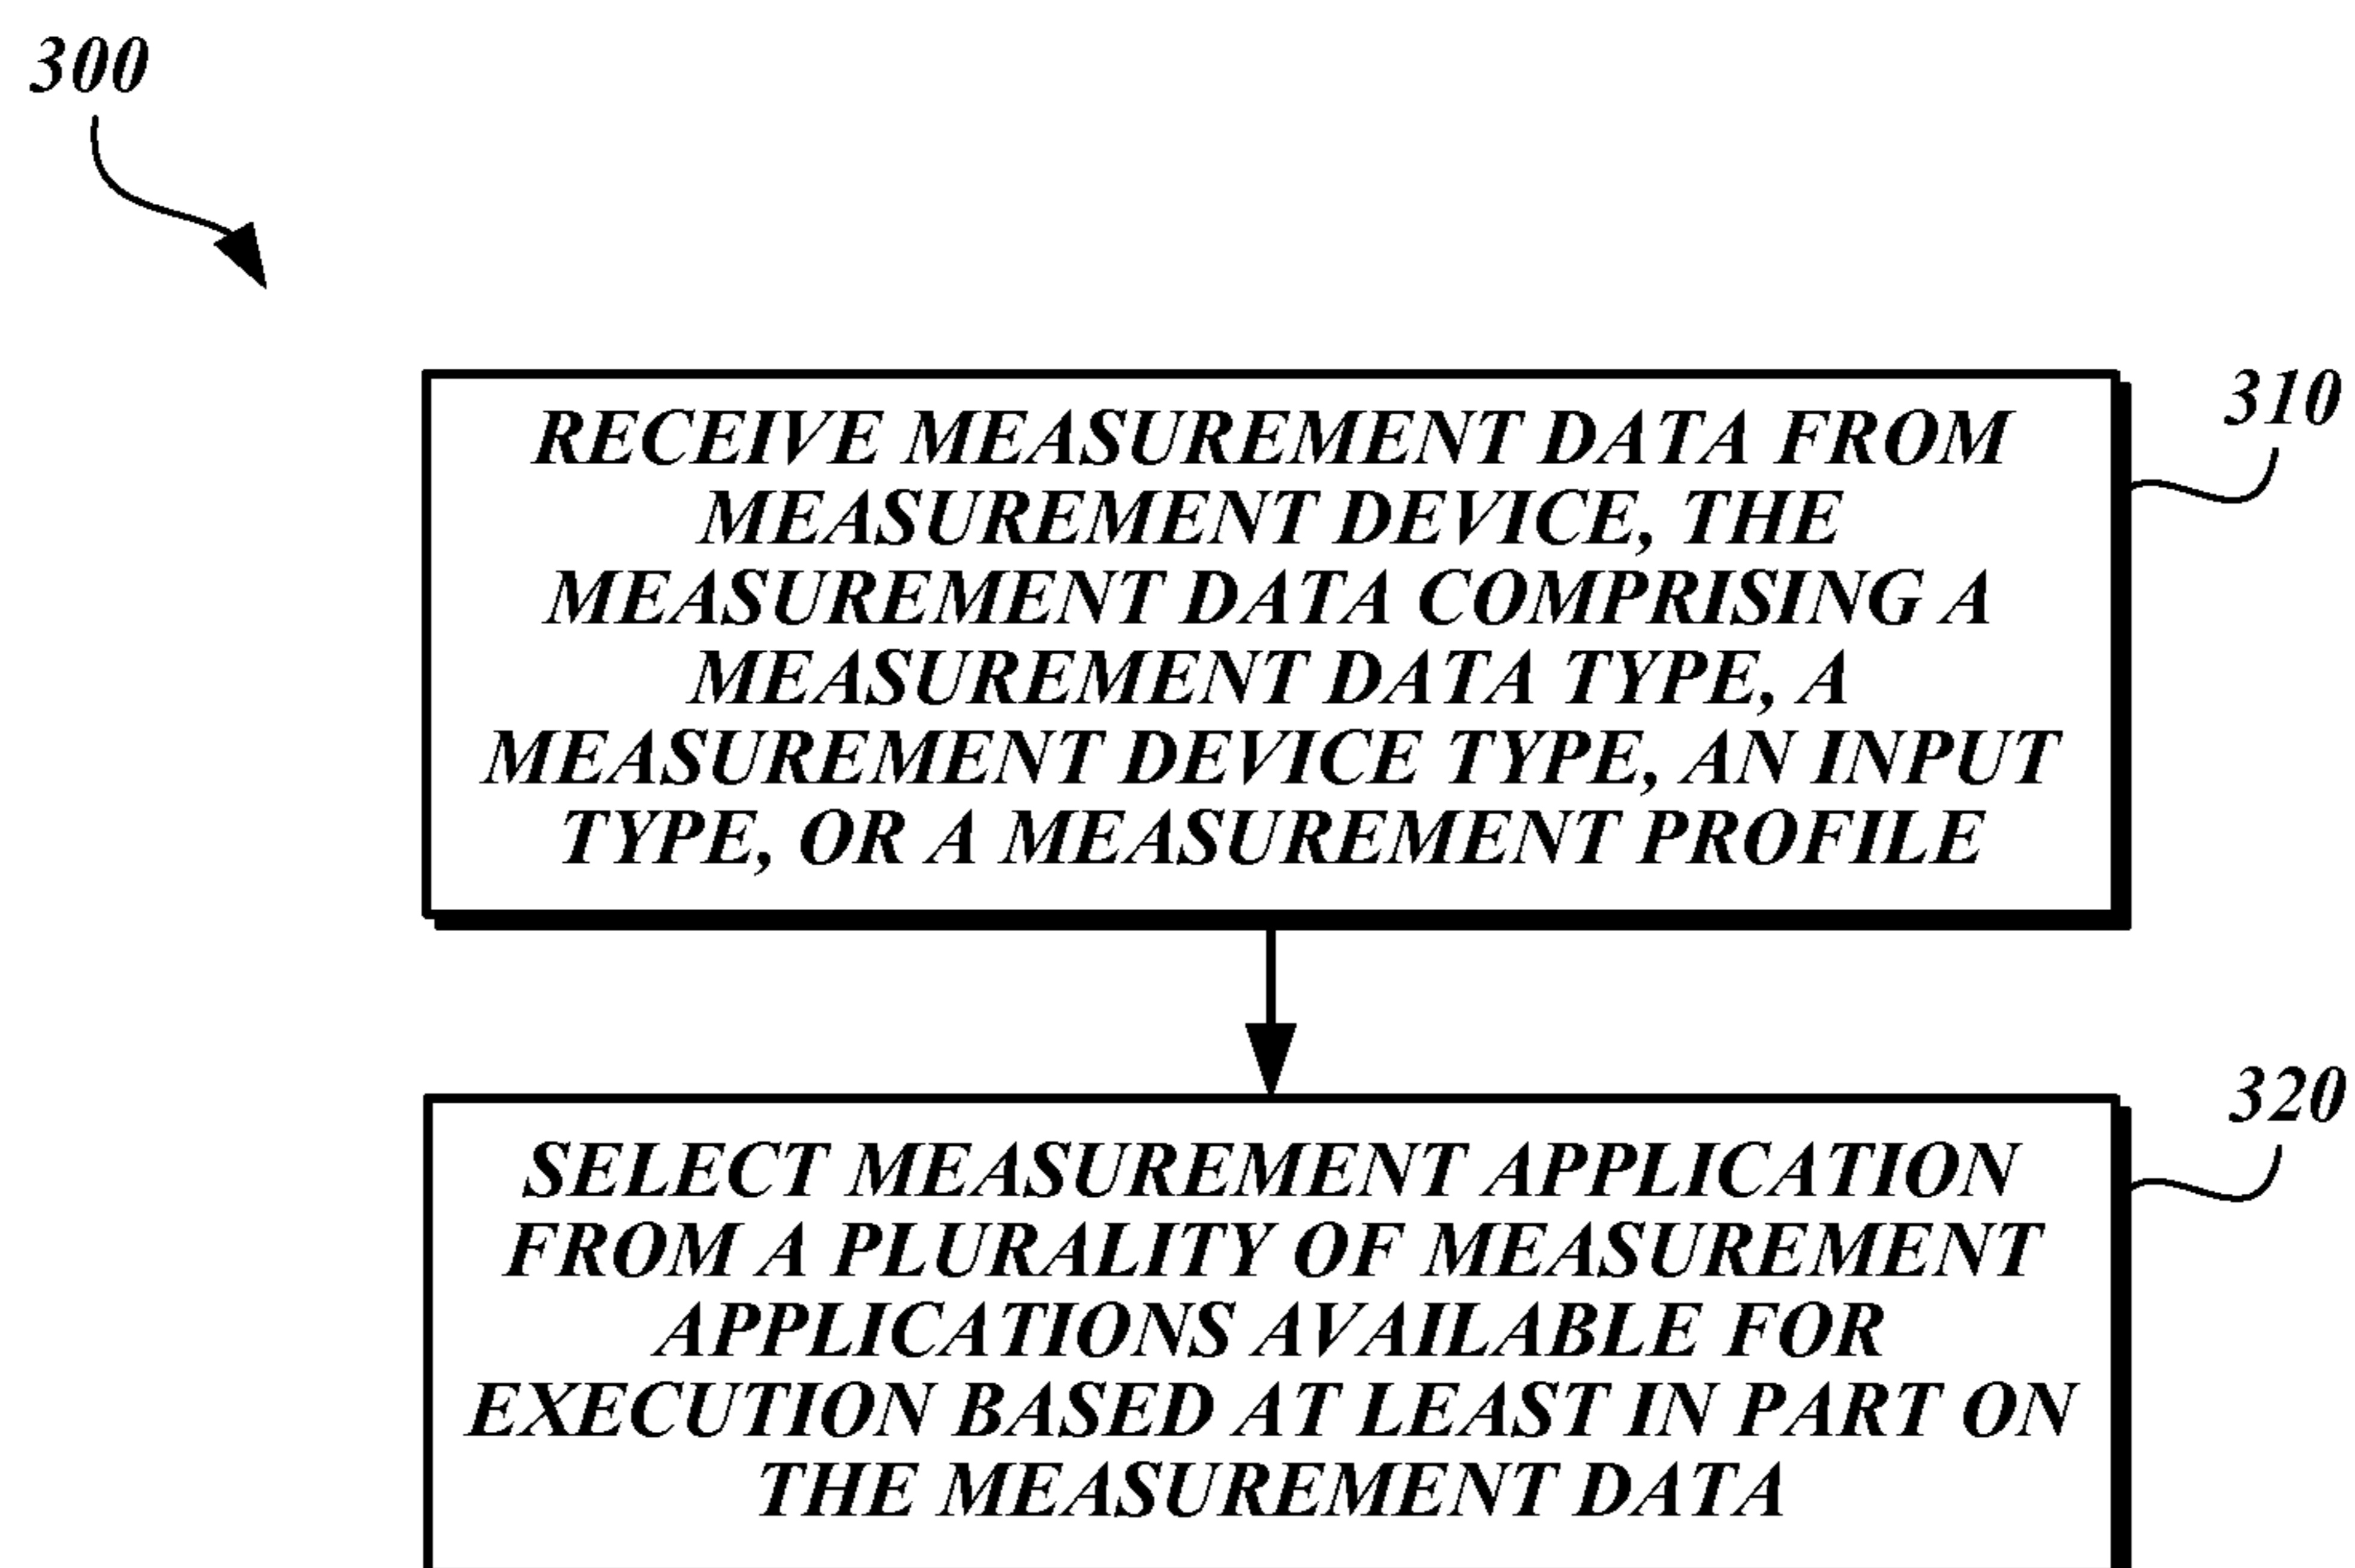 300
310
RECEIVE MEASUREMENT DATA FROM
MEASUREMENT DEVICE, THE
MEASUREMENT DATA COMPRISING A
MEASUREMENT DATA TYPE, A
MEASUREMENT DEVICE TYPE, AN INPUT
TYPE, OR A MEASUREMENT PROFILE
320
SELECT MEASUREMENT APPLICATION
FROM A PLURALITY OF MEASUREMENT
APPLICATIONS AVAILABLE FOR
EXECUTION BASED AT LEAST IN PART ON
THE MEASUREMENT DATA